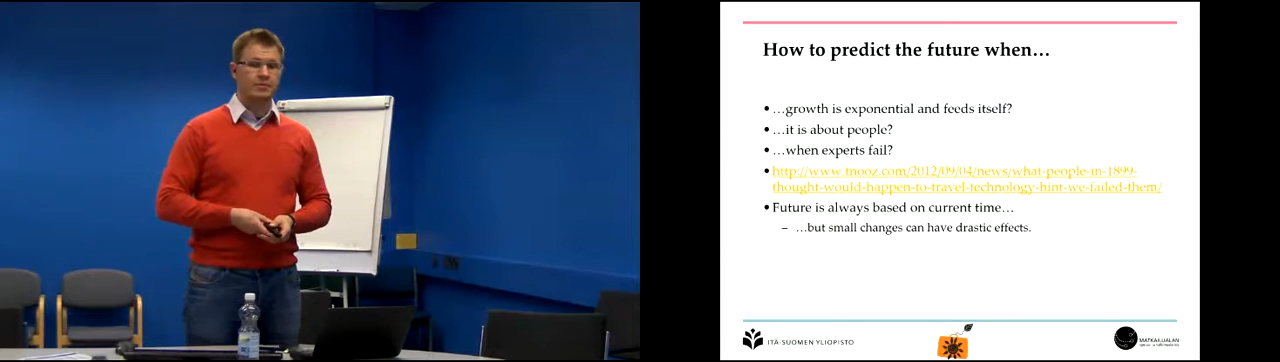 How to predict the future when…
• …growth is exponential and feeds itself?
• …it is about people?
• …when experts fail?
• http://www.tnooz.com/2012/09/04/news/what-people-in-1899-
thought-would-happen-to-travel-technology-hint-we-failed-them/
• Future is always based on current time…
– …but small changes can have drastic effects.
ITÄ-SUOMEN YLIOPISTO
MATKAILUALAN